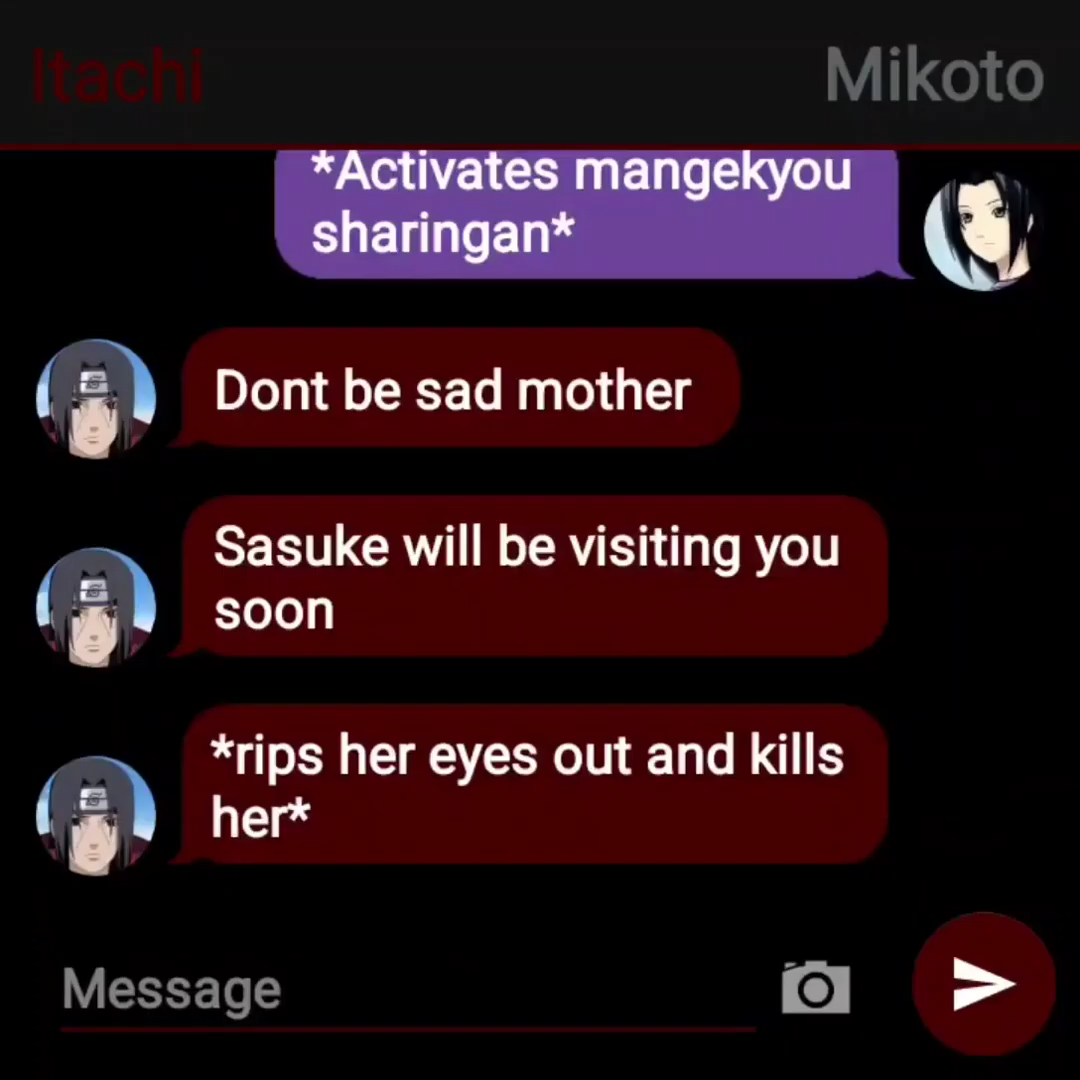 Itachi
Mikoto
*Activates mangekyou
sharingan*
Dont be sad mother
Sasuke will be visiting you
soon
*rips her eyes out and kills
her*
Message